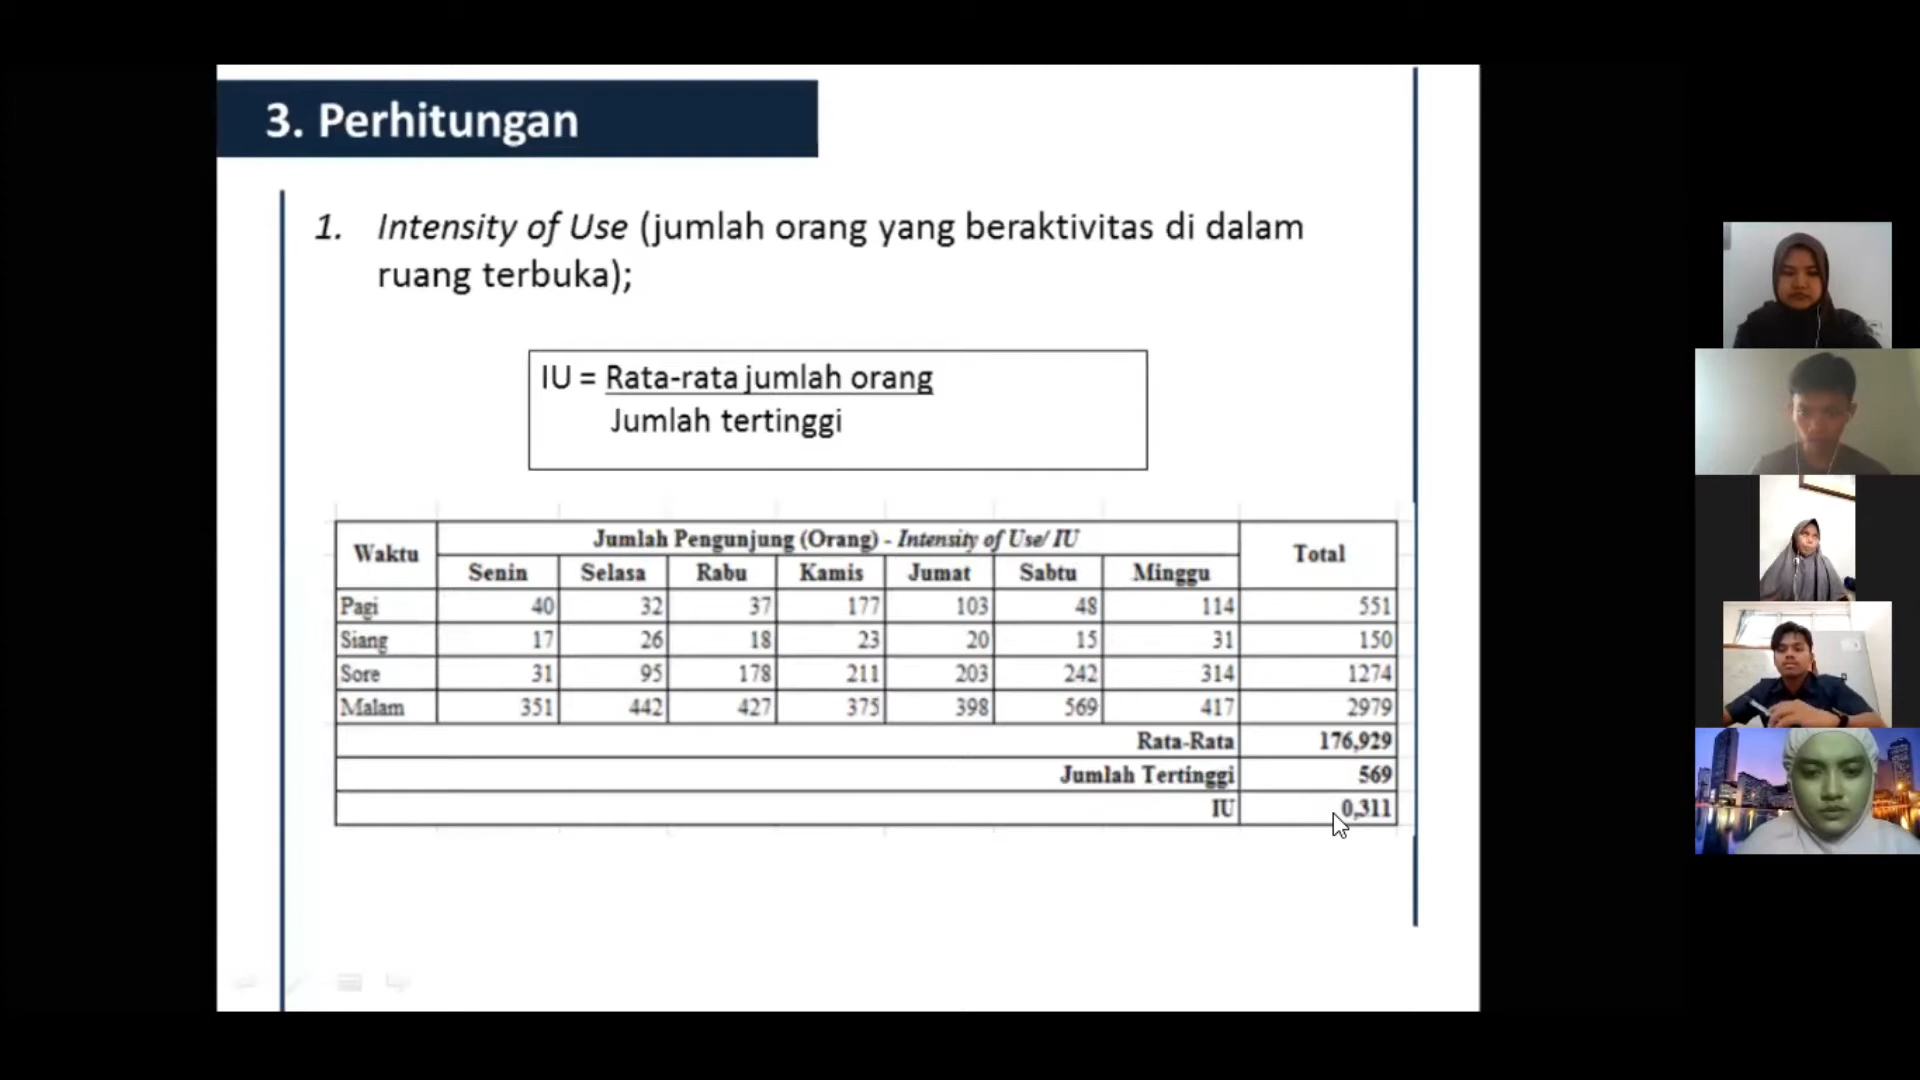 3. Perhitungan
1. Intensity of Use (jumlah orang yang beraktivitas di dalam
ruang terbuka);
IU = Rata-rata jumlah orang
Jumlah tertinggi
Waktu Jumlah Pengunjung (Orang) - Intensity of Use/ IU Total
Senin Selasa Rabu Kamis Jumat Sabtu Minggu
Pagi 40 32 37 177 103 48 114 551
Siang 17 26 18 23 20 15 31 150
Sore 31 95 178 211 203 242 314 1274
Malam 351 442 427 375 398 569 417 2979
Rata-Rata 176,929
Jumlah Tertinggi 569
IU 0,311